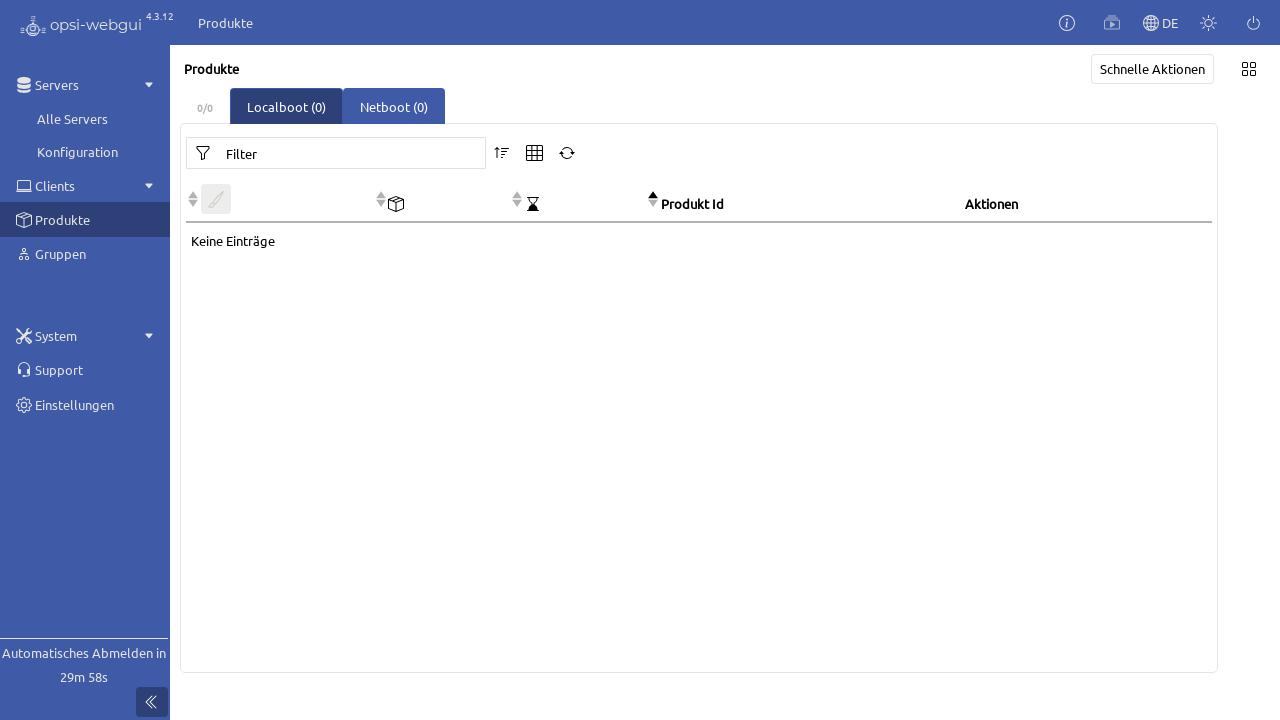 opsi-webgui 4.3.12
Produkte
DE
Servers
Alle Servers
Konfiguration
Clients
Produkte
Gruppen
System
Support
Einstellungen
Automatisches Abmelden in
29m 58s
Produkte
Schnelle Aktionen
0/0
Localboot (0)
Netboot (0)
Filter
Produkt Id
Aktionen
Keine Einträge